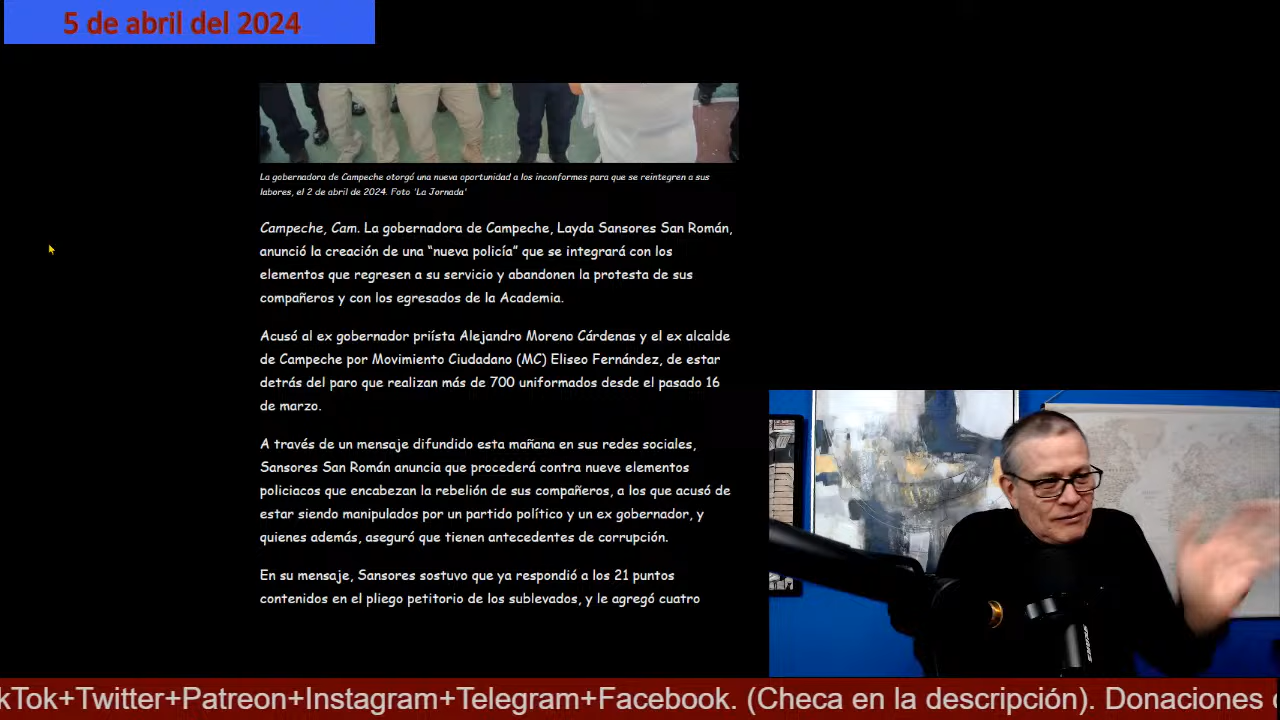 5 de abril del 2024
La gobernadora de Campeche otorgó una nueva oportunidad a los inconformes para que se reintegren a sus
labores, el 2 de abril de 2024. Foto 'La Jornada'
Campeche, Cam. La gobernadora de Campeche, Layda Sansores San Román,
anunció la creación de una “nueva policía” que se integrará con los
elementos que regresen a su servicio y abandonen la protesta de sus
compañeros y con los egresados de la Academia.
Acusó al ex gobernador priísta Alejandro Moreno Cárdenas y el ex alcalde
de Campeche por Movimiento Ciudadano (MC) Eliseo Fernández, de estar
detrás del paro que realizan más de 700 uniformados desde el pasado 16
de marzo.
A través de un mensaje difundido esta mañana en sus redes sociales,
Sansores San Román anuncia que procederá contra nueve elementos
policiacos que encabezan la rebelión de sus compañeros, a los que acusó de
estar siendo manipulados por un partido político y un ex gobernador, y
quienes además, aseguró que tienen antecedentes de corrupción.
En su mensaje, Sansores sostuvo que ya respondió a los 21 puntos
contenidos en el pliego petitorio de los sublevados, y le agregó cuatro
kTok+Twitter+Patreon+Instagram+Telegram+Facebook. (Checa en la descripción). Donaciones